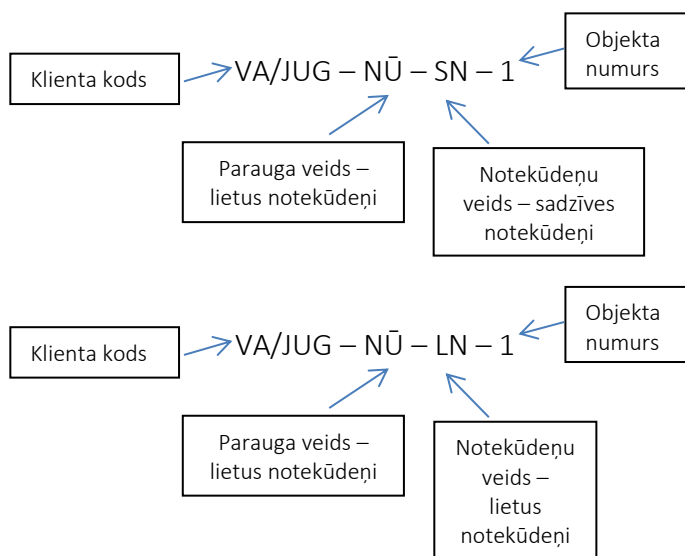 Objekta
numurs
VA/JUG – NŪ – SN – 1
Klienta kods
Parauga veids –
lietus notekūdeņi
Notekūdeņu
veids – sadzīves
notekūdeņi
Objekta
numurs
VA/JUG – NŪ – LN – 1
Klienta kods
Parauga veids –
lietus notekūdeņi
Notekūdeņu
veids –
lietus
notekūdeņi